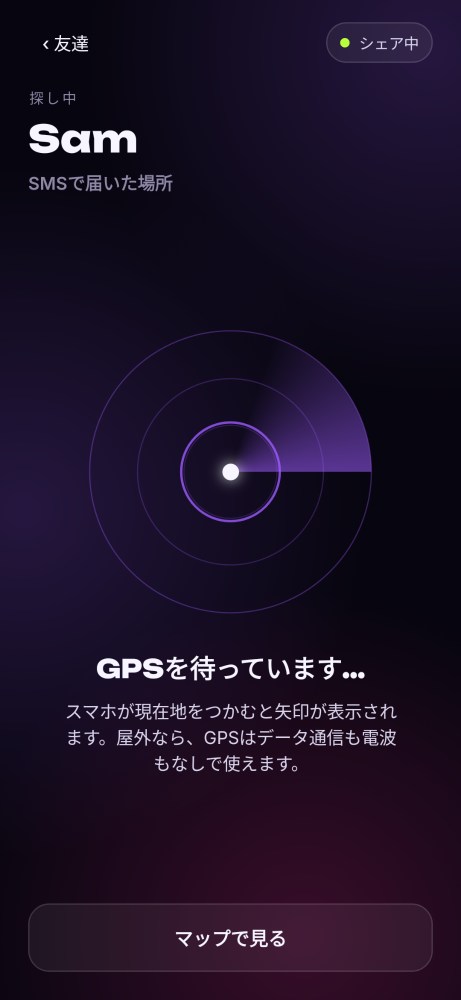 ‹ 友達
シェア中
探し中
Sam
SMSで届いた場所
GPSを待っています...
スマホが現在地をつかむと矢印が表示され
ます。屋外なら、GPSはデータ通信も電波
もなしで使えます。
マップで見る